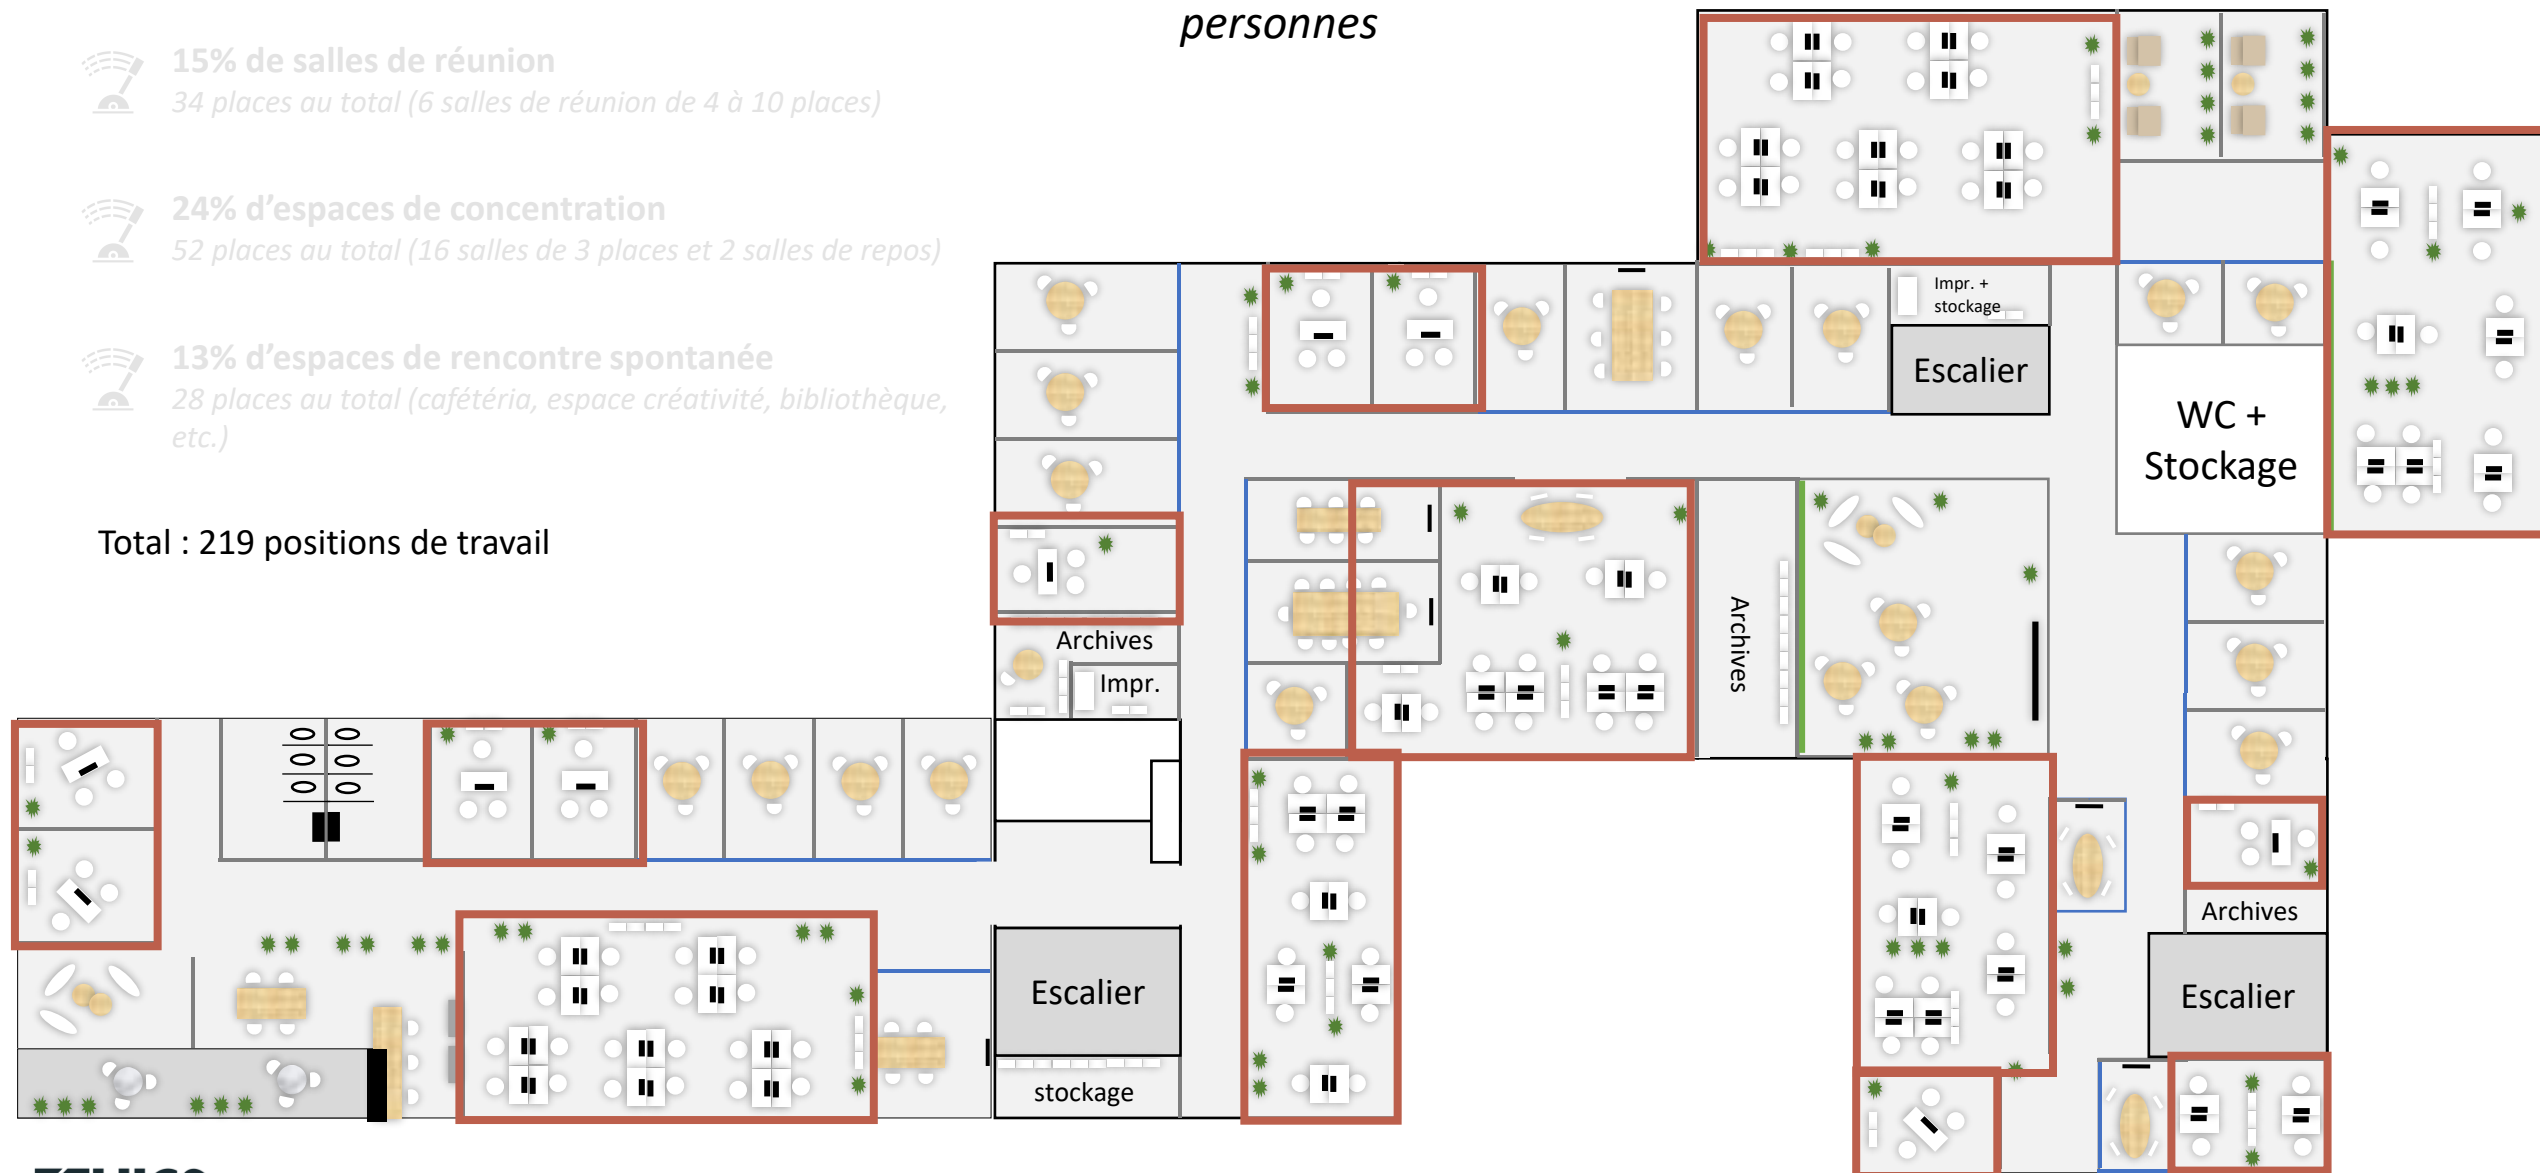 personnes
15% de salles de réunion
34 places au total (6 salles de réunion de 4 à 10 places)
24% d’espaces de concentration
52 places au total (16 salles de 3 places et 2 salles de repos)
13% d’espaces de rencontre spontanée
28 places au total (cafétéria, espace créativité, bibliothèque,
etc.)
Total : 219 positions de travail
Impr. +
stockage
Escalier
WC +
Stockage
Archives
Impr.
Archives
Archives
Escalier
Escalier
stockage